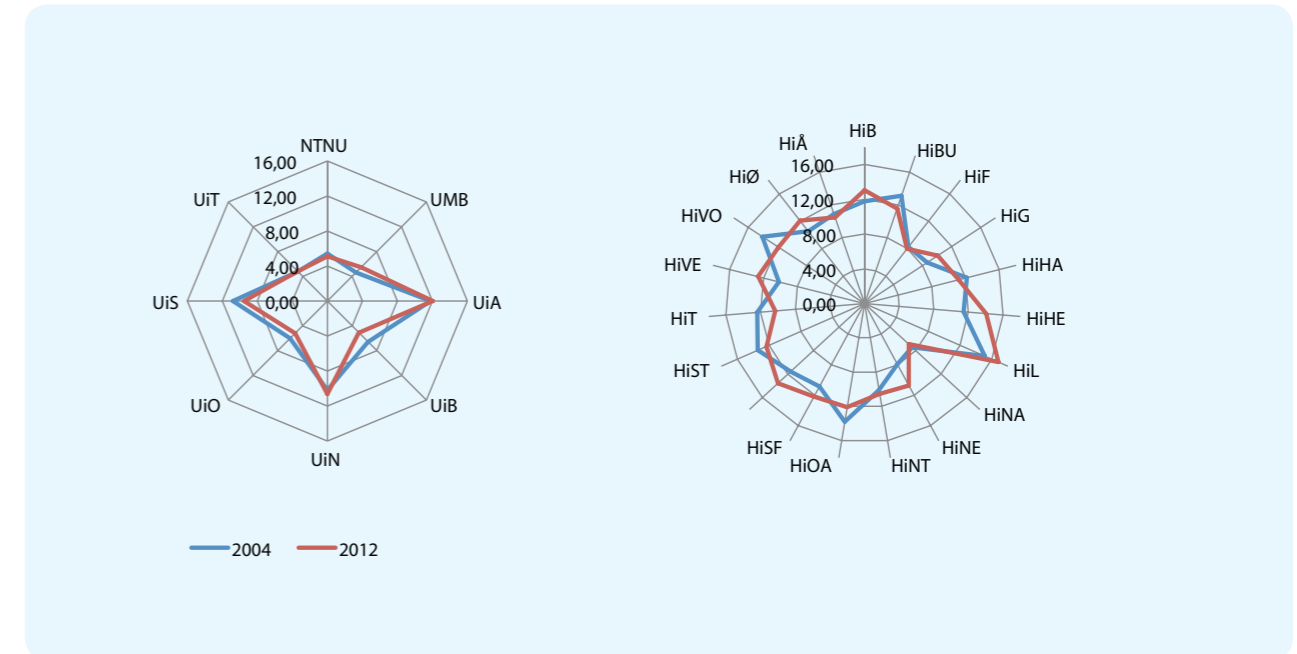 NTNU
16,00
12,00
8,00
4,00
0,00
UMB
UiA
UiB
UiN
UiO
UiS
UiT
HiB
16,00
12,00
8,00
4,00
0,00
HiBU
HiF
HiG
HiHA
HiHE
HiL
HiNA
HiNE
HiNT
HiOA
HiSF
HiST
HiT
HiVE
HiVO
HiØ
HiÅ
2004
2012